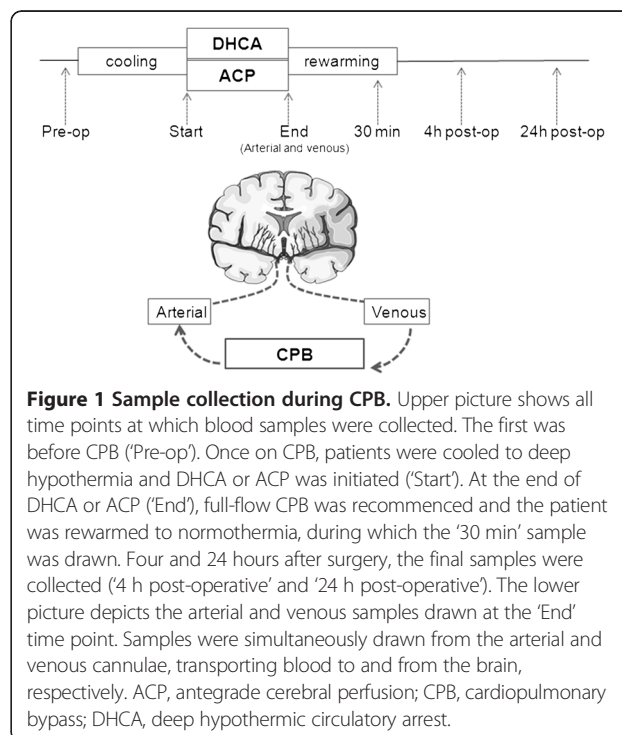 DHCA
cooling
rewarming
ACP
Pre-op
Start
End
30 min
4h post-op
24h post-op
(Arterial and venous)
Arterial
Venous
CPB
Figure 1 Sample collection during CPB. Upper picture shows all
time points at which blood samples were collected. The first was
before CPB (‘Pre-op’). Once on CPB, patients were cooled to deep
hypothermia and DHCA or ACP was initiated (‘Start’). At the end of
DHCA or ACP (‘End’), full-flow CPB was recommenced and the patient
was rewarmed to normothermia, during which the ‘30 min’ sample
was drawn. Four and 24 hours after surgery, the final samples were
collected (‘4 h post-operative’ and ‘24 h post-operative’). The lower
picture depicts the arterial and venous samples drawn at the ‘End’
time point. Samples were simultaneously drawn from the arterial and
venous cannulae, transporting blood to and from the brain,
respectively. ACP, antegrade cerebral perfusion; CPB, cardiopulmonary
bypass; DHCA, deep hypothermic circulatory arrest.